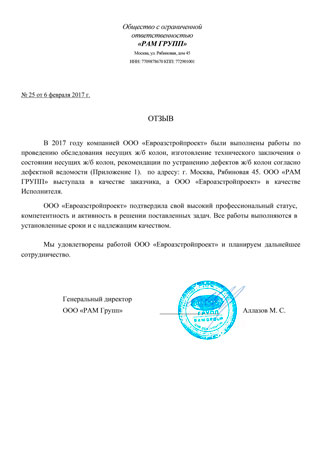 Общество с ограниченной
ответственностью
«РАМ ГРУПП»
Москва, ул. Рябиновая, дом 45
ИНН: 7709878670 КПП: 772901001
№ 25 от 6 февраля 2017 г.
ОТЗЫВ
В 2017 году компанией ООО «Евроазстройпроект» были выполнены работы по
проведению обследования несущих ж/б колон, изготовление технического заключения о
состоянии несущих ж/б колон, рекомендации по устранению дефектов ж/б колон согласно
дефектной ведомости (Приложение 1). по адресу: г. Москва, Рябиновая 45. ООО «РАМ
ГРУПП» выступала в качестве заказчика, а ООО «Евроазстройпроект» в качестве
Исполнителя.
ООО «Евроазстройпроект» подтвердила свой высокий профессиональный статус,
компетентность и активность в решении поставленных задач. Все работы выполняются в
установленные сроки и с надлежащим качеством.
Мы удовлетворены работой ООО «Евроазстройпроект» и планируем дальнейшее
сотрудничество.
Генеральный директор
ООО «РАМ Групп»
Аллазов М. С.